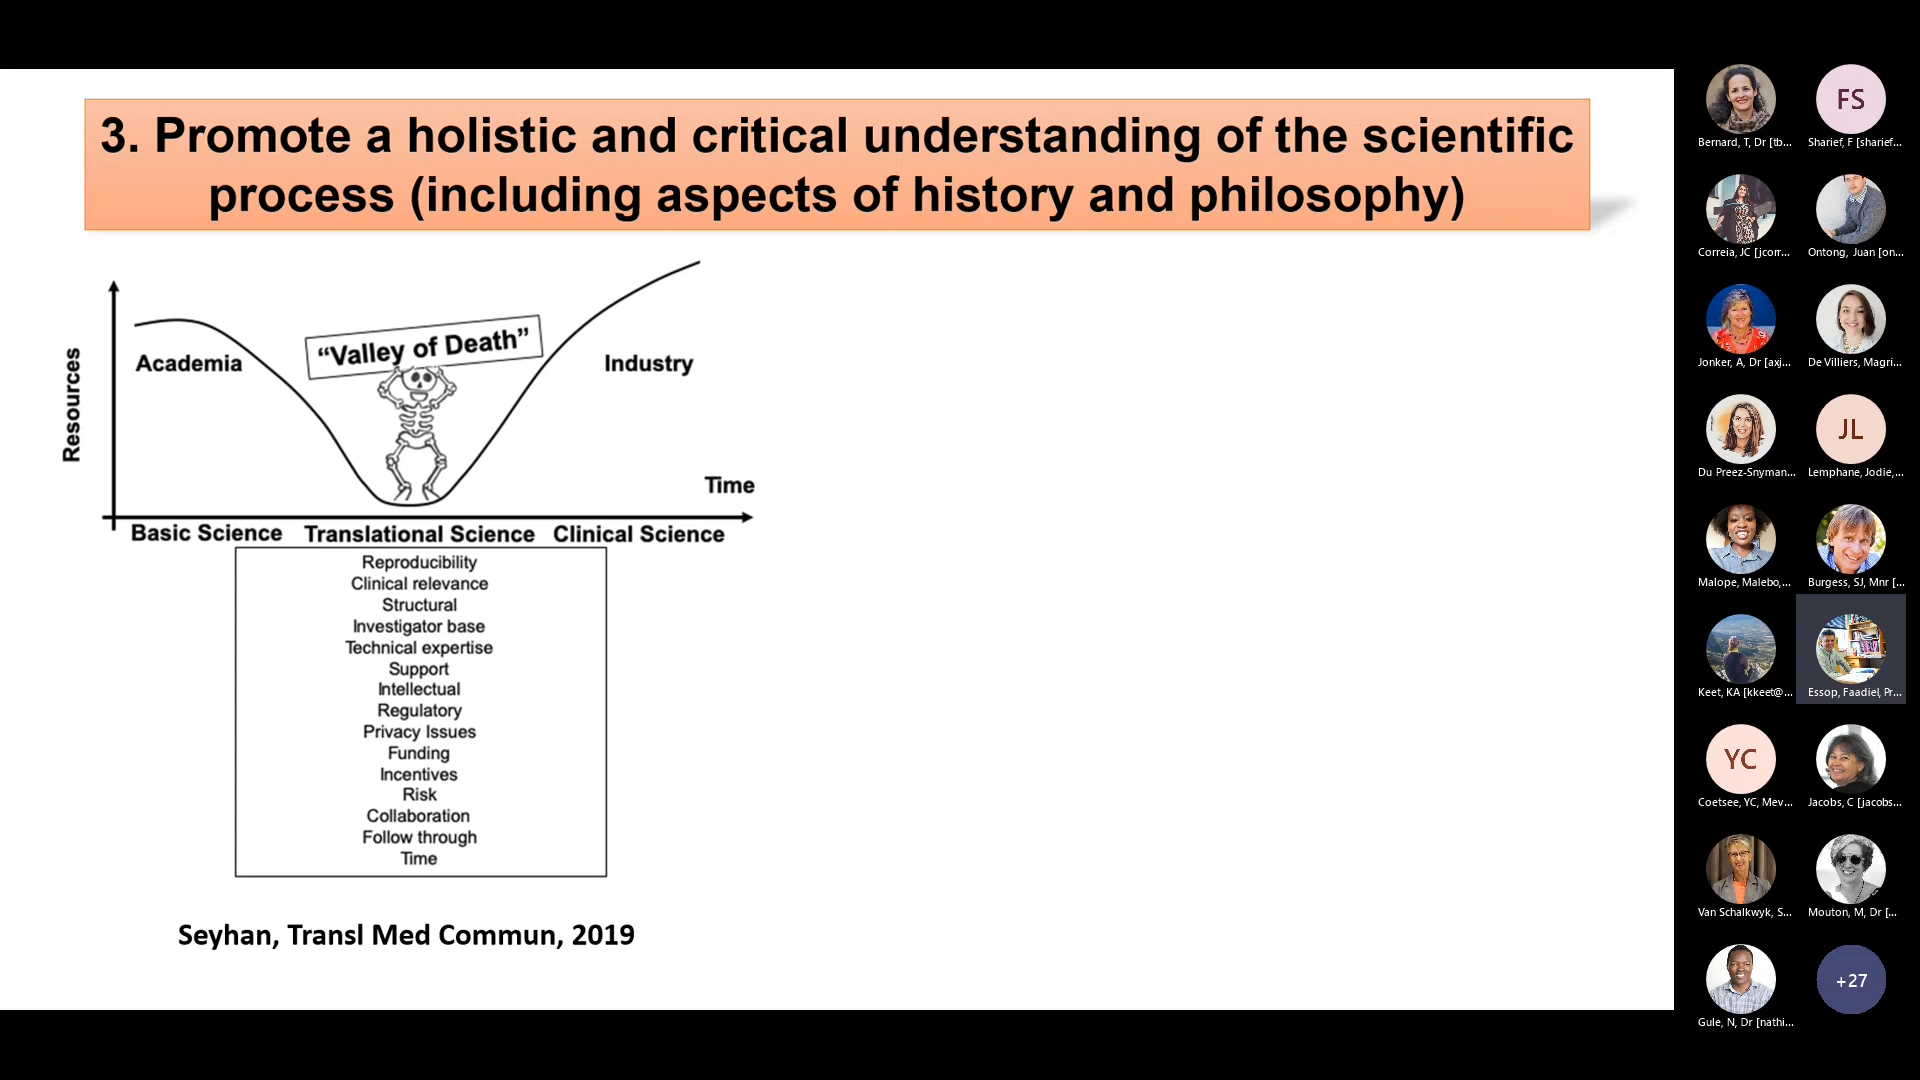 3. Promote a holistic and critical understanding of the scientific
process (including aspects of history and philosophy)
Resources
Academia
“Valley of Death”
Industry
Time
Basic Science
Translational Science
Clinical Science
Reproducibility
Clinical relevance
Structural
Investigator base
Technical expertise
Support
Intellectual
Regulatory
Privacy Issues
Funding
Incentives
Risk
Collaboration
Follow through
Time
Seyhan, Transl Med Commun, 2019
Bernard, T, Dr [tb...
FS
Sharief, F [sharief...
Correia, JC [jcorr...
Ontong, Juan [on...
Jonker, A, Dr [axj...
De Villiers, Magri...
Du Preez-Snyman...
JL
Lemphane, Jodie,...
Malope, Malebo,...
Burgess, SJ, Mnr [...
Keet, KA [kkeet@...
Essop, Faadiel, Pr...
YC
Coetsee, YC, Mev...
Jacobs, C [jacobs...
Van Schalkwyk, S...
Mouton, M, Dr [...
Gule, N, Dr [nathi...
+27